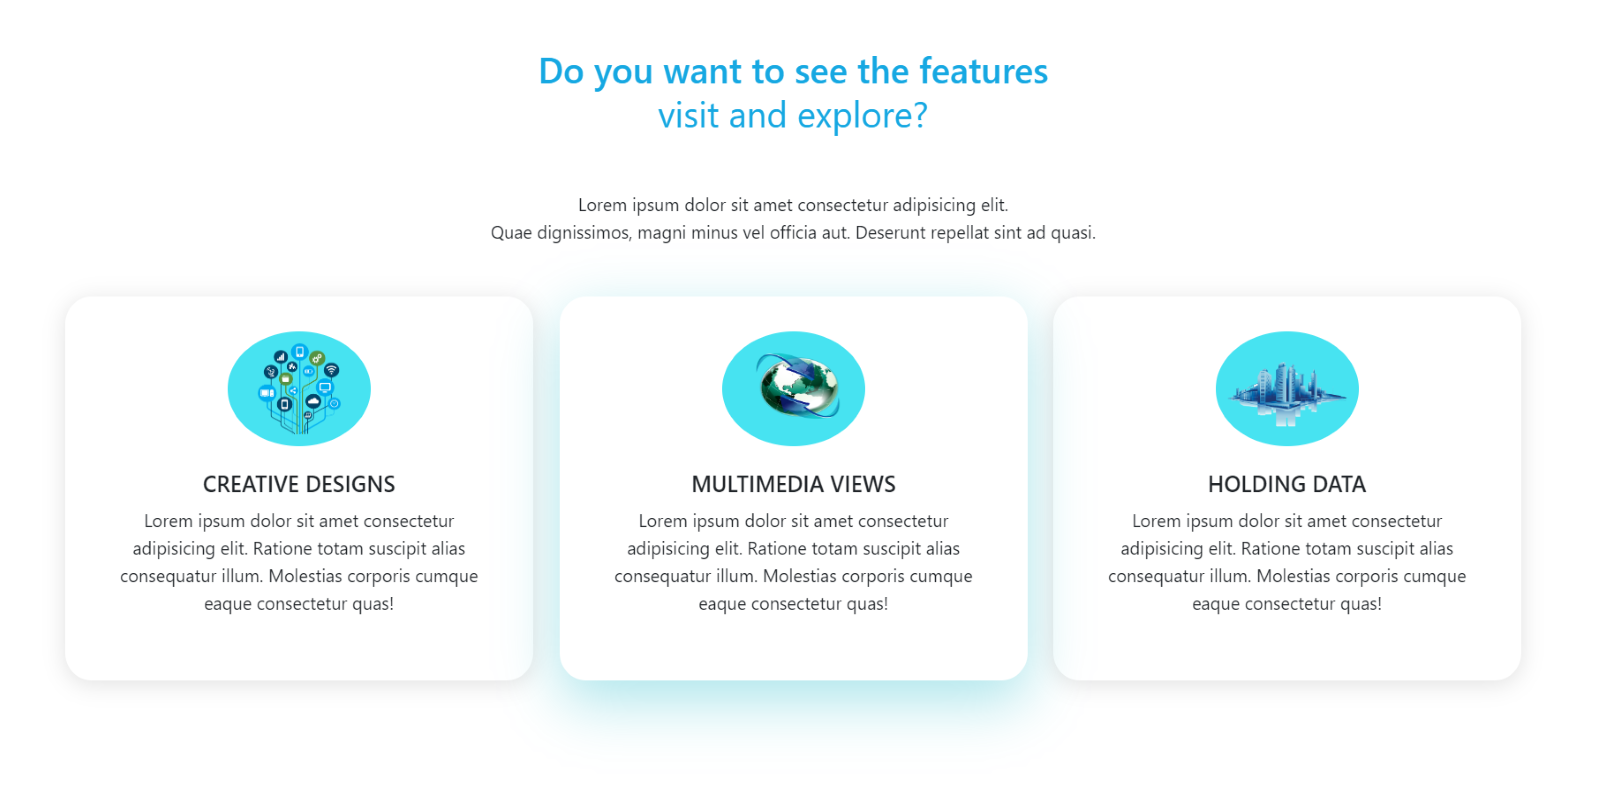 Do you want to see the features
visit and explore?
Lorem ipsum dolor sit amet consectetur adipisicing elit.
Quae dignissimos, magni minus vel officia aut. Deserunt repellat sint ad quasi.
CREATIVE DESIGNS
Lorem ipsum dolor sit amet consectetur
adipisicing elit. Ratione totam suscipit alias
consequatur illum. Molestias corporis cumque
eaque consectetur quas!
MULTIMEDIA VIEWS
Lorem ipsum dolor sit amet consectetur
adipisicing elit. Ratione totam suscipit alias
consequatur illum. Molestias corporis cumque
eaque consectetur quas!
HOLDING DATA
Lorem ipsum dolor sit amet consectetur
adipisicing elit. Ratione totam suscipit alias
consequatur illum. Molestias corporis cumque
eaque consectetur quas!